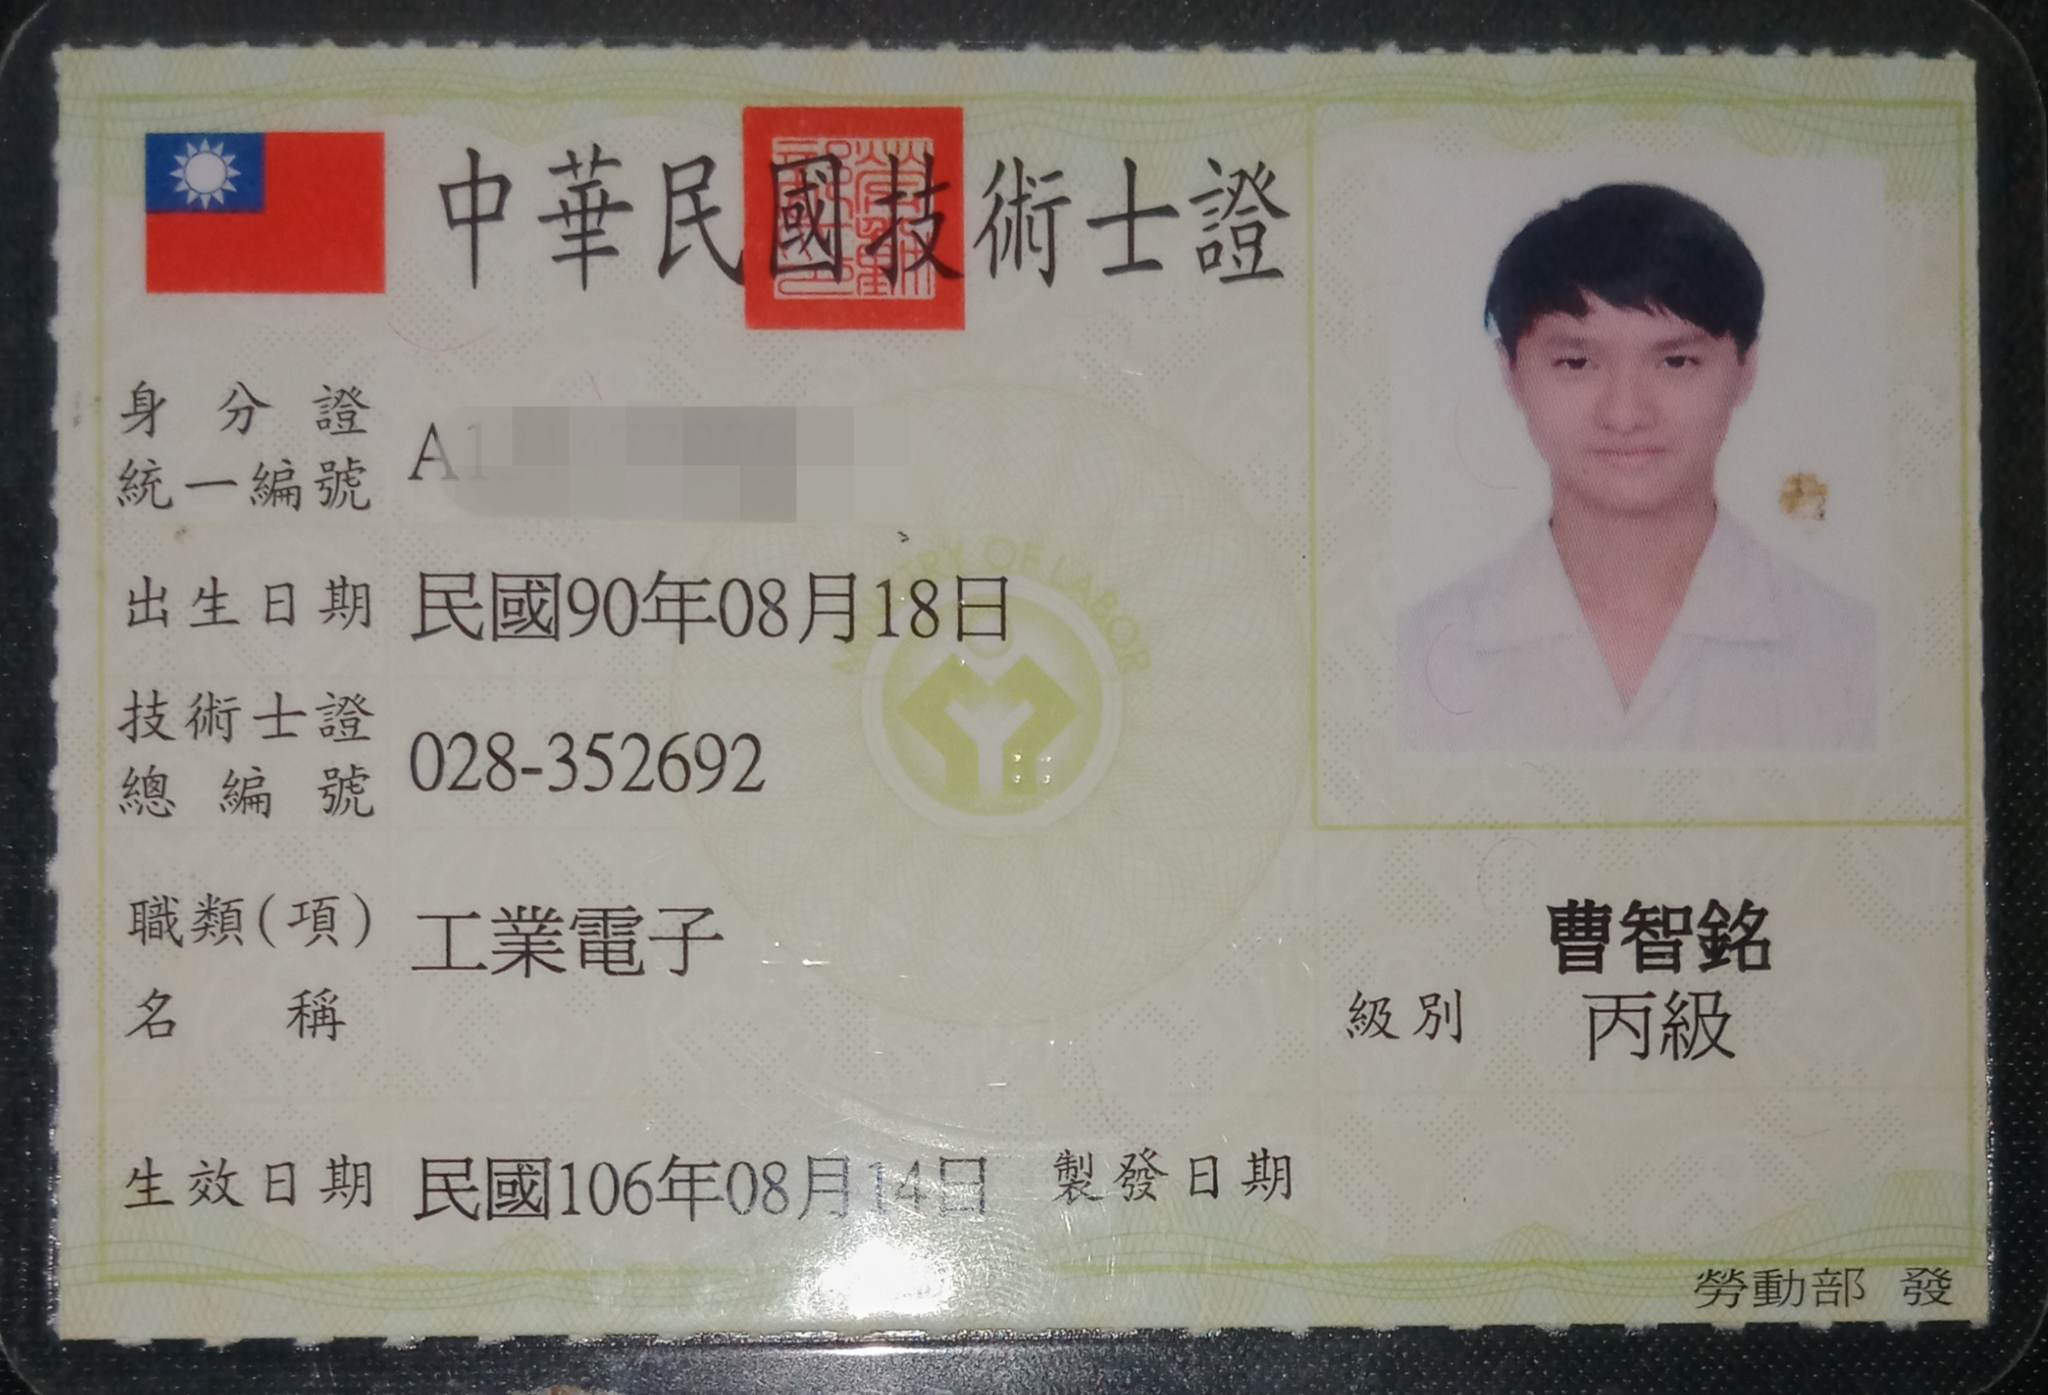 中華民國技術士證
身分證
統一編號 A1
出生日期 民國90年08月18日
MINISTRY OF LABOR
技術士證
總編號 028-352692
職類(項) 工業電子
名稱
曹智銘
級別 丙級
生效日期 民國106年08月14日 製發日期
勞動部 發